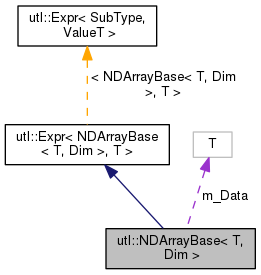 utl::Expr< SubType,
ValueT >
< NDArrayBase< T, Dim
>, T >
utl::Expr< NDArrayBase
< T, Dim >, T >
T
m_Data
utl::NDArrayBase< T,
Dim >